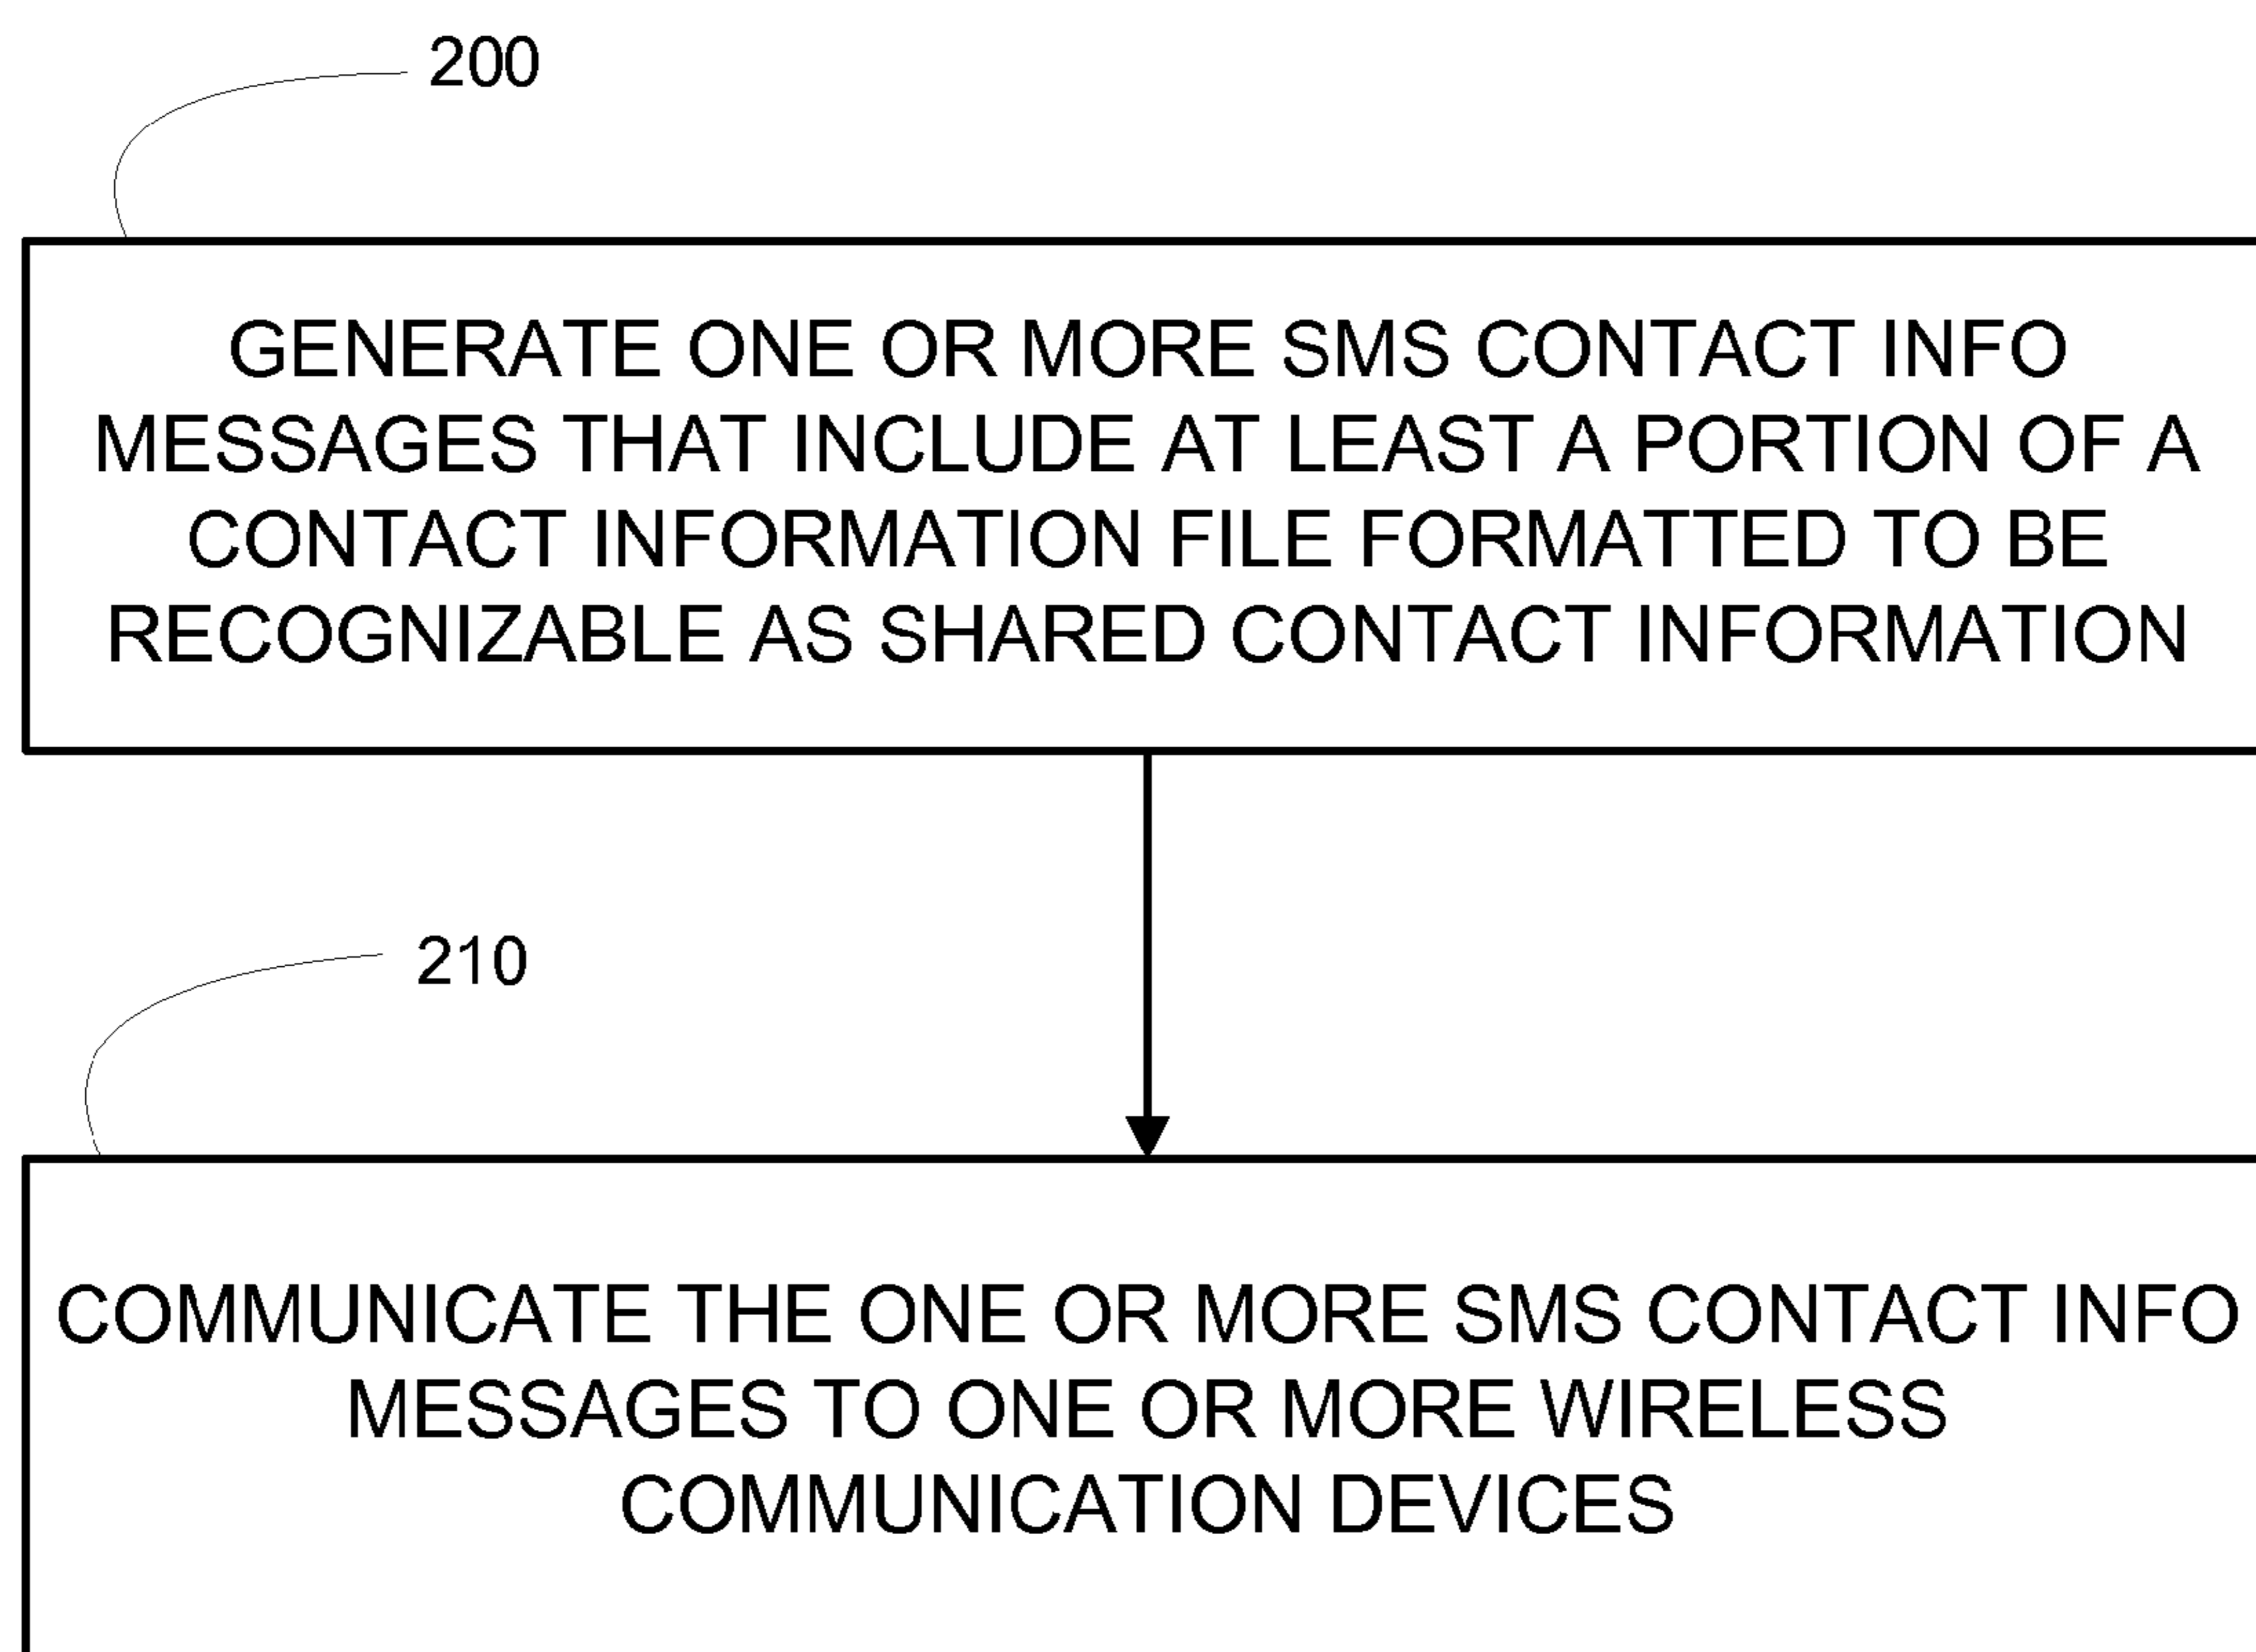 200
GENERATE ONE OR MORE SMS CONTACT INFO
MESSAGES THAT INCLUDE AT LEAST A PORTION OF A
CONTACT INFORMATION FILE FORMATTED TO BE
RECOGNIZABLE AS SHARED CONTACT INFORMATION
210
COMMUNICATE THE ONE OR MORE SMS CONTACT INFO
MESSAGES TO ONE OR MORE WIRELESS
COMMUNICATION DEVICES